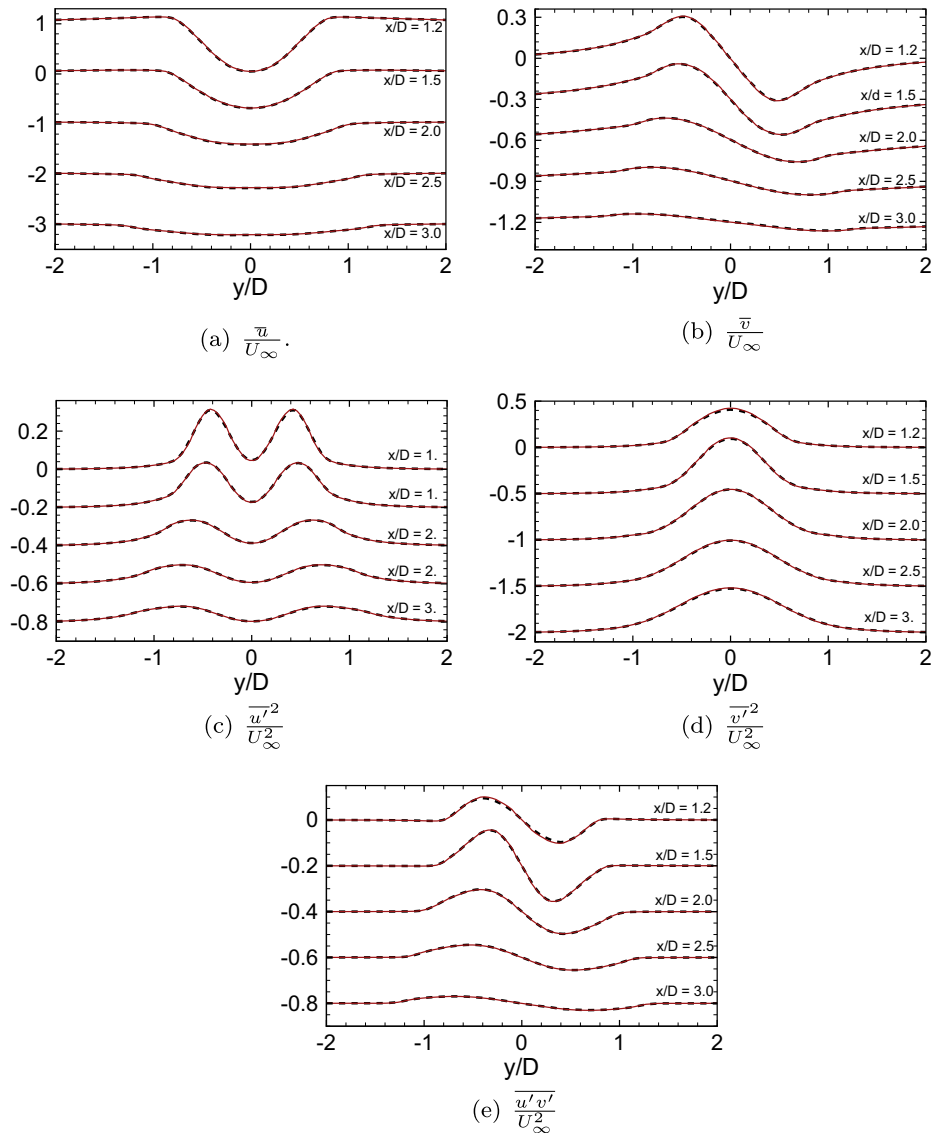 1
0
-1
-2
-3
x/D = 1.2
x/D = 1.5
x/D = 2.0
x/D = 2.5
x/D = 3.0
-2 -1 0 1 2
y/D
(a) u̅/U∞ .
0.3
0
-0.3
-0.6
-0.9
-1.2
x/D = 1.2
x/d = 1.5
x/D = 2.0
x/D = 2.5
x/D = 3.0
-2 -1 0 1 2
y/D
(b) v̅/U∞
0.2
0
-0.2
-0.4
-0.6
-0.8
x/D = 1.
x/D = 1.
x/D = 2.
x/D = 2.
x/D = 3.
-2 -1 0 1 2
y/D
(c) u̅'̅²/U²∞
0.5
0
-0.5
-1
-1.5
-2
x/D = 1.2
x/D = 1.5
x/D = 2.0
x/D = 2.5
x/D = 3.
-2 -1 0 1 2
y/D
(d) v̅'̅²/U²∞
0
-0.2
-0.4
-0.6
-0.8
x/D = 1.2
x/D = 1.5
x/D = 2.0
x/D = 2.5
x/D = 3.0
-2 -1 0 1 2
y/D
(e) u̅'̅v̅'̅/U²∞